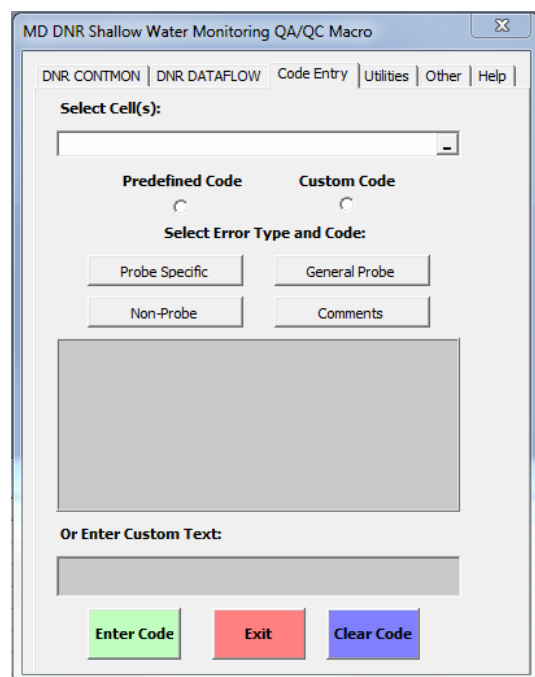 MD DNR Shallow Water Monitoring QA/QC Macro
DNR CONTMON DNR DATAFLOW Code Entry Utilities Other Help
Select Cell(s):
Predefined Code Custom Code
Select Error Type and Code:
Probe Specific General Probe
Non-Probe Comments
Or Enter Custom Text:
Enter Code Exit Clear Code